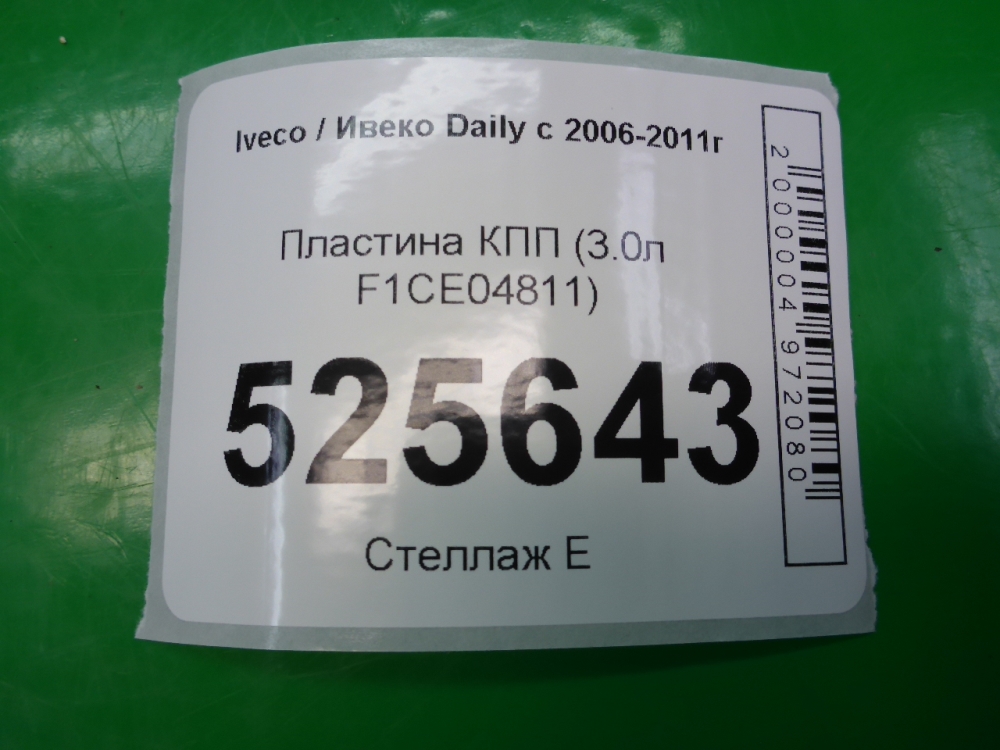 Iveco / Ивеко Daily с 2006-2011г
Пластина КПП (3.0л
F1CE04811)
525643
Стеллаж Е
2000004972080